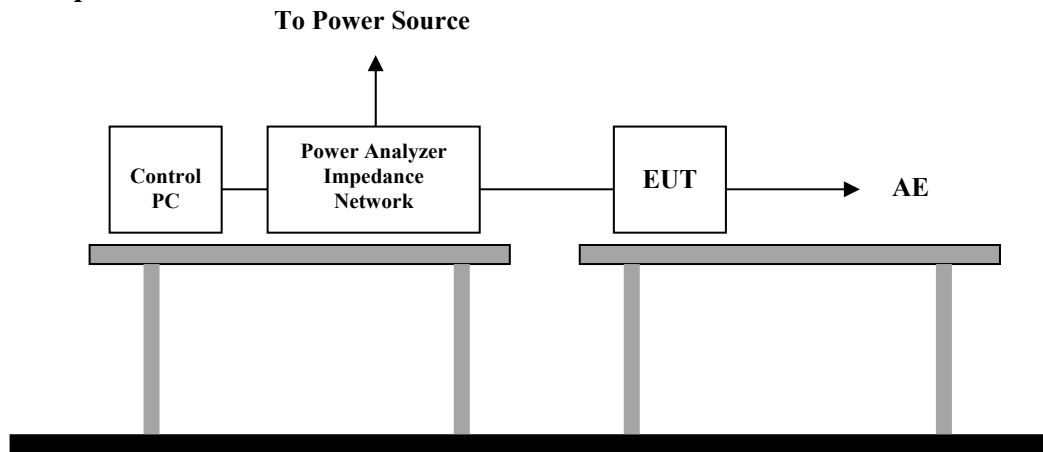 To Power Source
Control
PC
Power Analyzer
Impedance
Network
EUT
AE